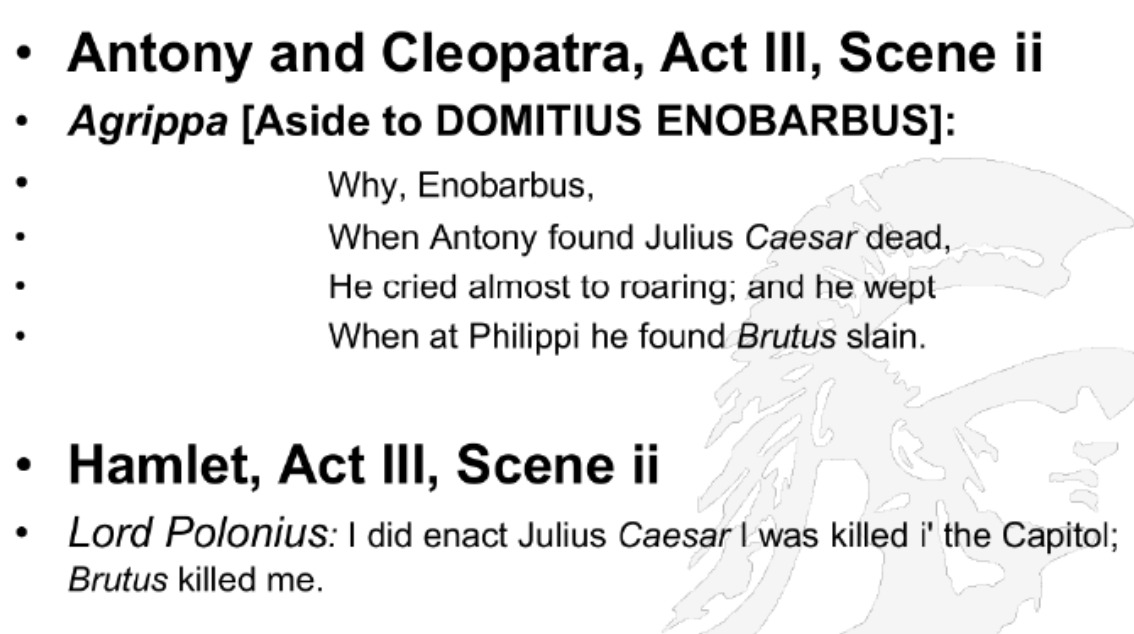 • Antony and Cleopatra, Act III, Scene ii
• Agrippa [Aside to DOMITIUS ENOBARBUS]:
• Why, Enobarbus,
• When Antony found Julius Caesar dead,
• He cried almost to roaring; and he wept
• When at Philippi he found Brutus slain.
• Hamlet, Act III, Scene ii
• Lord Polonius: I did enact Julius Caesar I was killed i' the Capitol;
Brutus killed me.